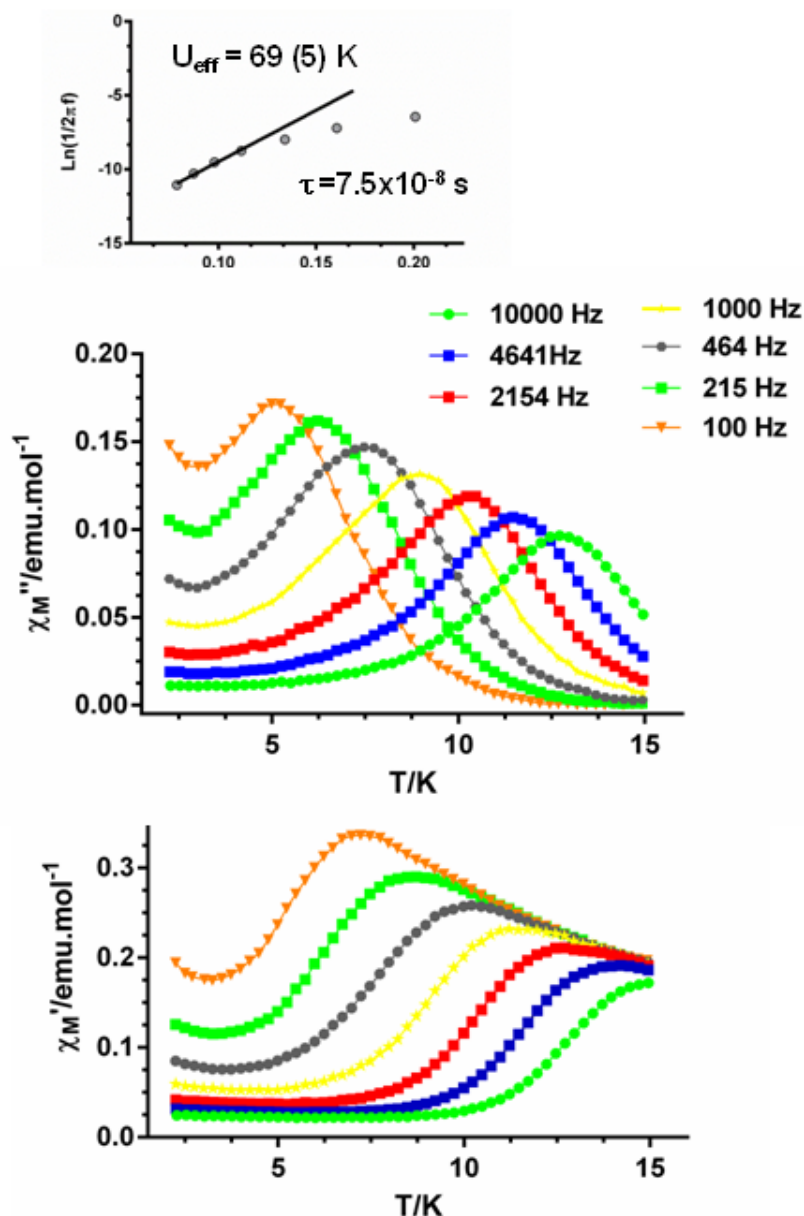 0
U_eff = 69 (5) K
-5
Ln(1/2πf)
-10
τ=7.5x10⁻⁸ s
-15
0.10 0.15 0.20
10000 Hz 1000 Hz
4641Hz 464 Hz
2154 Hz 215 Hz
100 Hz
0.20
0.15
0.10
0.05
0.00
χ_M''/emu.mol⁻¹
5 10 15
T/K
0.3
0.2
0.1
0.0
χ_M'/emu.mol⁻¹
5 10 15
T/K